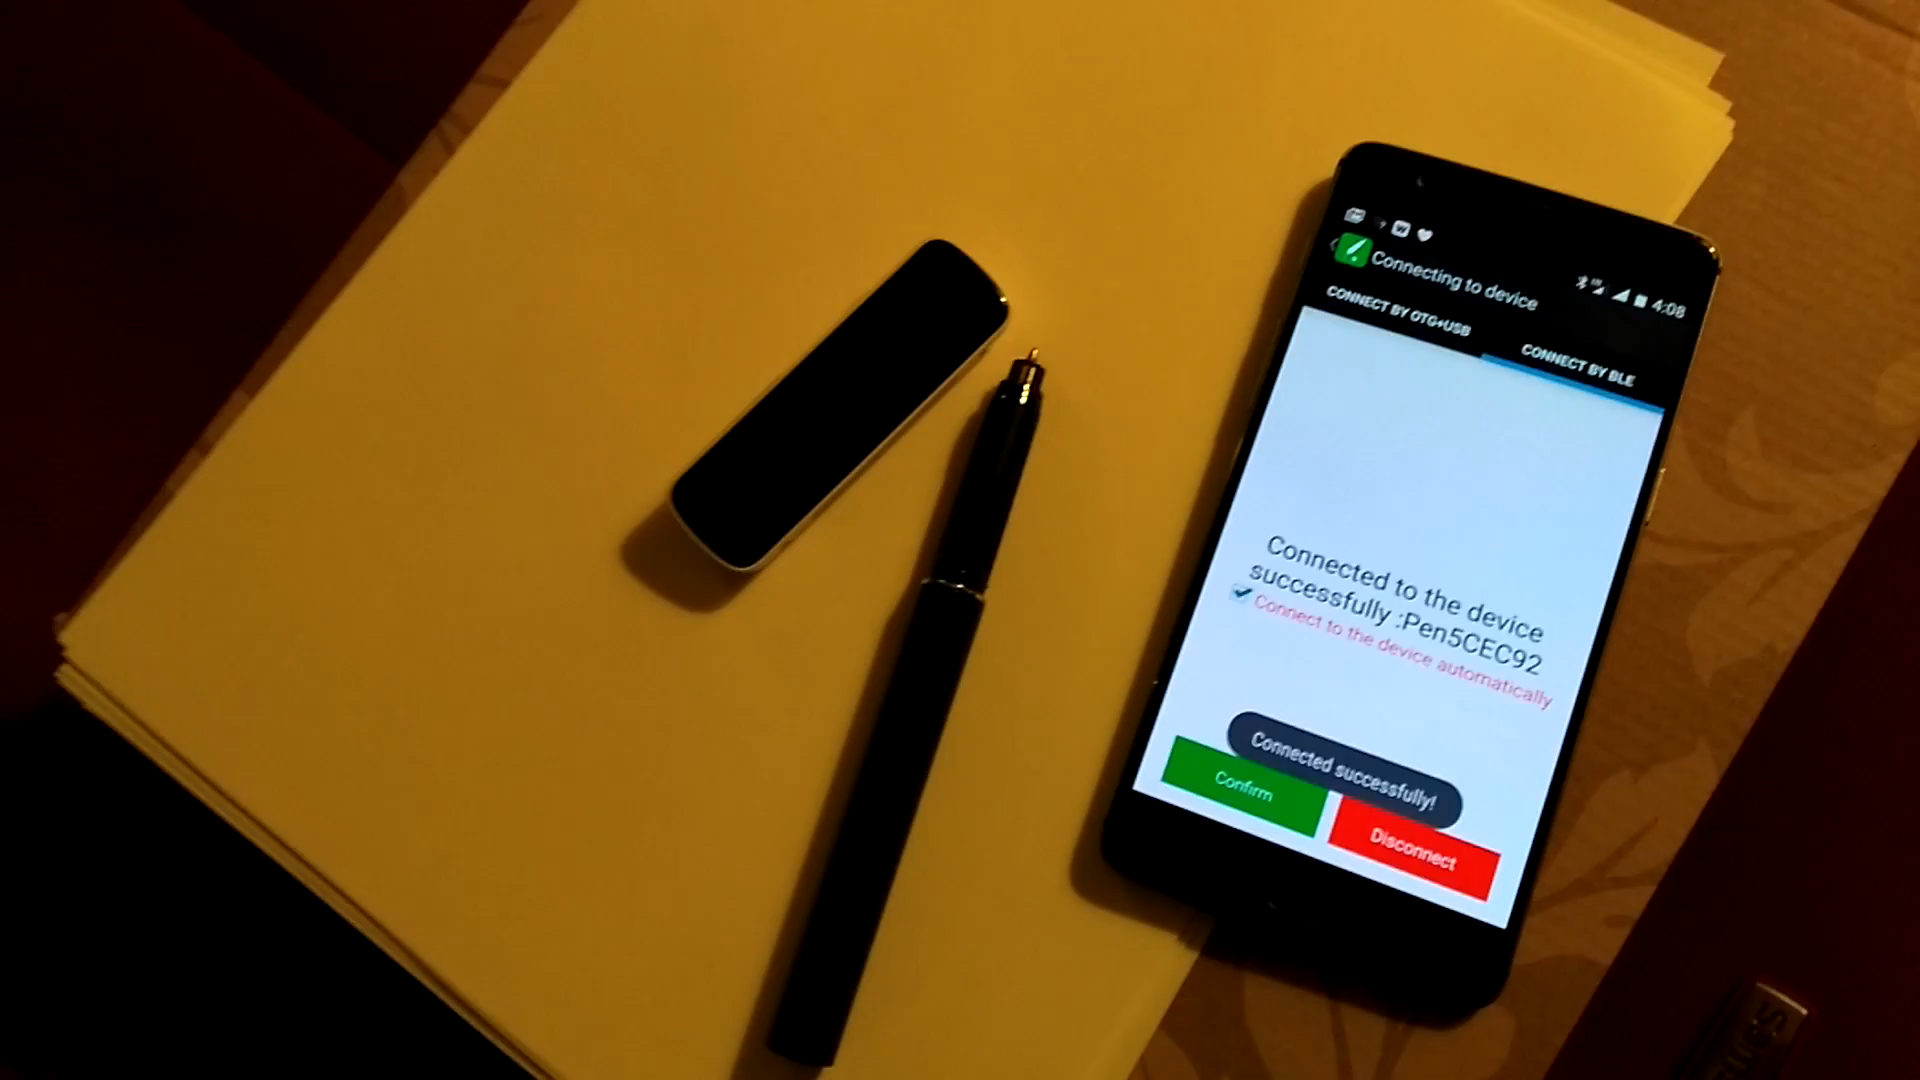 4:08
Connecting to device
CONNECT BY OTG+USB
CONNECT BY BLE
Connected to the device
successfully :Pen5CEC92
Connect to the device automatically
Connected successfully!
Confirm
Disconnect